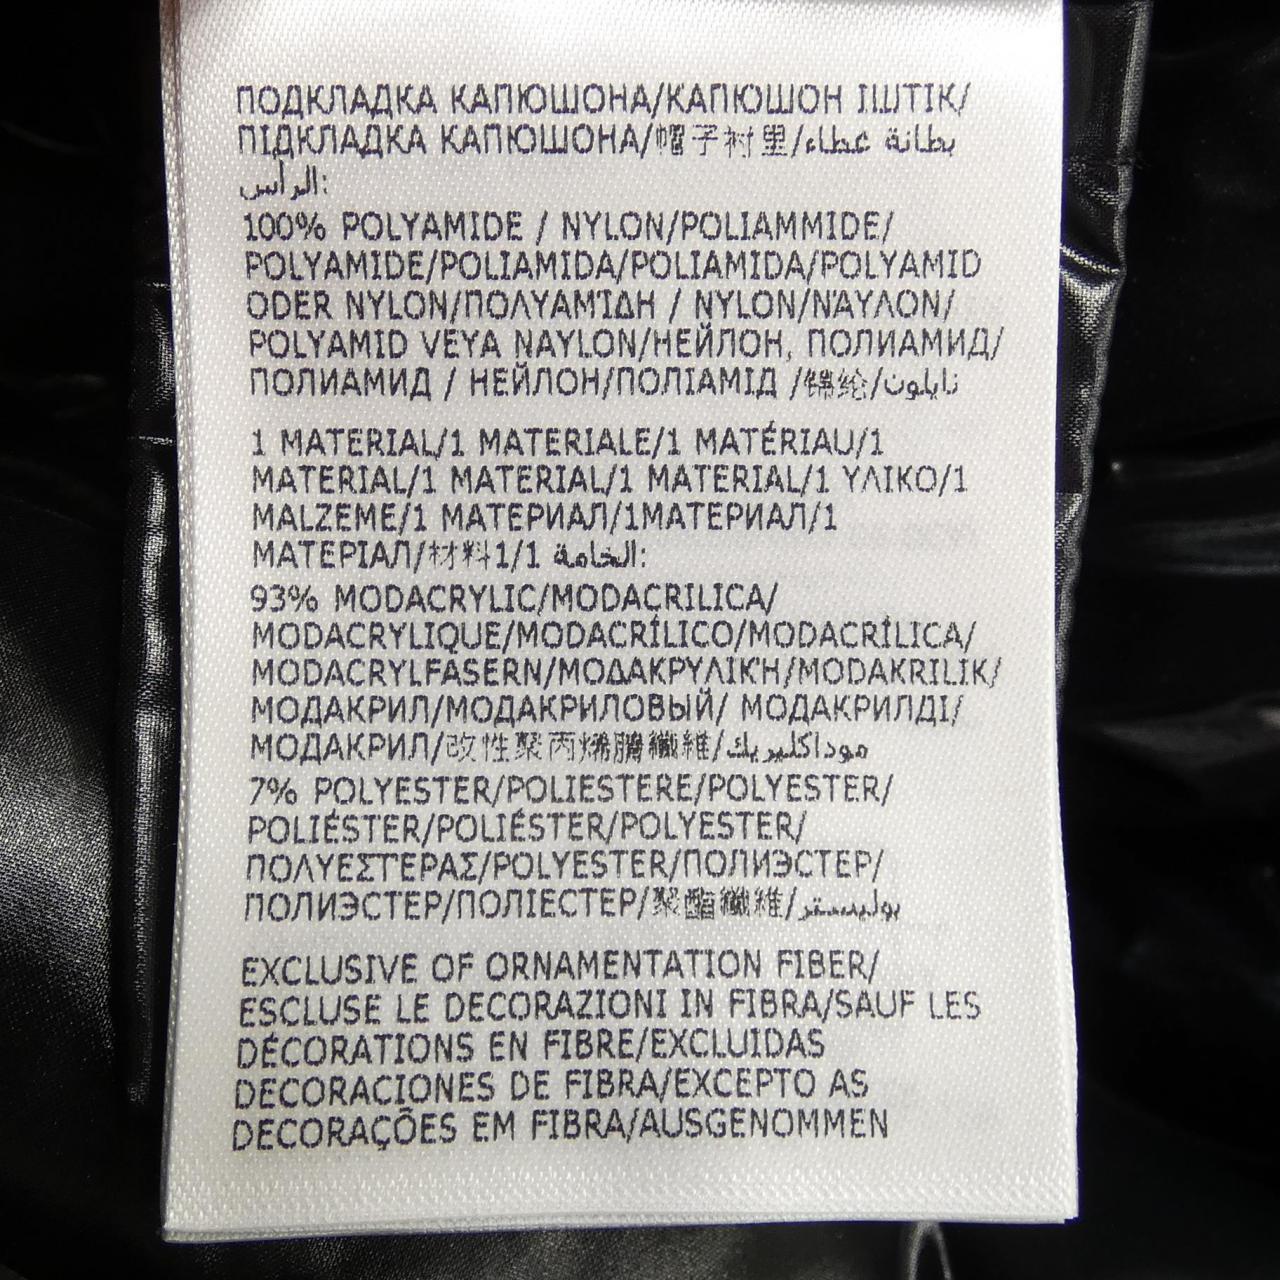 ПОДКЛАДКА КАПЮШОНА/КАПЮШОН ІШТІК/
ПІДКЛАДКА КАПЮШОНА/帽子衬里/بطانة غطاء
الرأس:
100% POLYAMIDE / NYLON/POLIAMMIDE/
POLYAMIDE/POLIAMIDA/POLIAMIDA/POLYAMID
ODER NYLON/ΠΟΛΥΑΜΊΔΗ / NYLON/ΝΆΥΛΟΝ/
POLYAMID VEYA NAYLON/НЕЙЛОН, ПОЛИАМИД/
ПОЛИАМИД / НЕЙЛОН/ПОЛІАМІД /锦纶/نايلون
1 MATERIAL/1 MATERIALE/1 MATÉRIAU/1
MATERIAL/1 MATERIAL/1 MATERIAL/1 ΥΛΙΚΟ/1
MALZEME/1 МАТЕРИАЛ/1МАТЕРИАЛ/1
МАТЕРІАЛ/材料1/1 الخامة:
93% MODACRYLIC/MODACRILICA/
MODACRYLIQUE/MODACRÍLICO/MODACRÍLICA/
MODACRYLFASERN/ΜΟΔΑΚΡΥΛΙΚΉ/MODAKRILIK/
МОДАКРИЛ/МОДАКРИЛОВЫЙ/ МОДАКРИЛДІ/
МОДАКРИЛ/改性聚丙烯腈纖維/موداكليريك
7% POLYESTER/POLIESTERE/POLYESTER/
POLIÉSTER/POLIÉSTER/POLYESTER/
ΠΟΛΥΕΣΤΈΡΑΣ/POLYESTER/ПОЛИЭСТЕР/
ПОЛИЭСТЕР/ПОЛІЕСТЕР/聚酯纖維/بوليستر
EXCLUSIVE OF ORNAMENTATION FIBER/
ESCLUSE LE DECORAZIONI IN FIBRA/SAUF LES
DÉCORATIONS EN FIBRE/EXCLUIDAS
DECORACIONES DE FIBRA/EXCEPTO AS
DECORAÇÕES EM FIBRA/AUSGENOMMEN